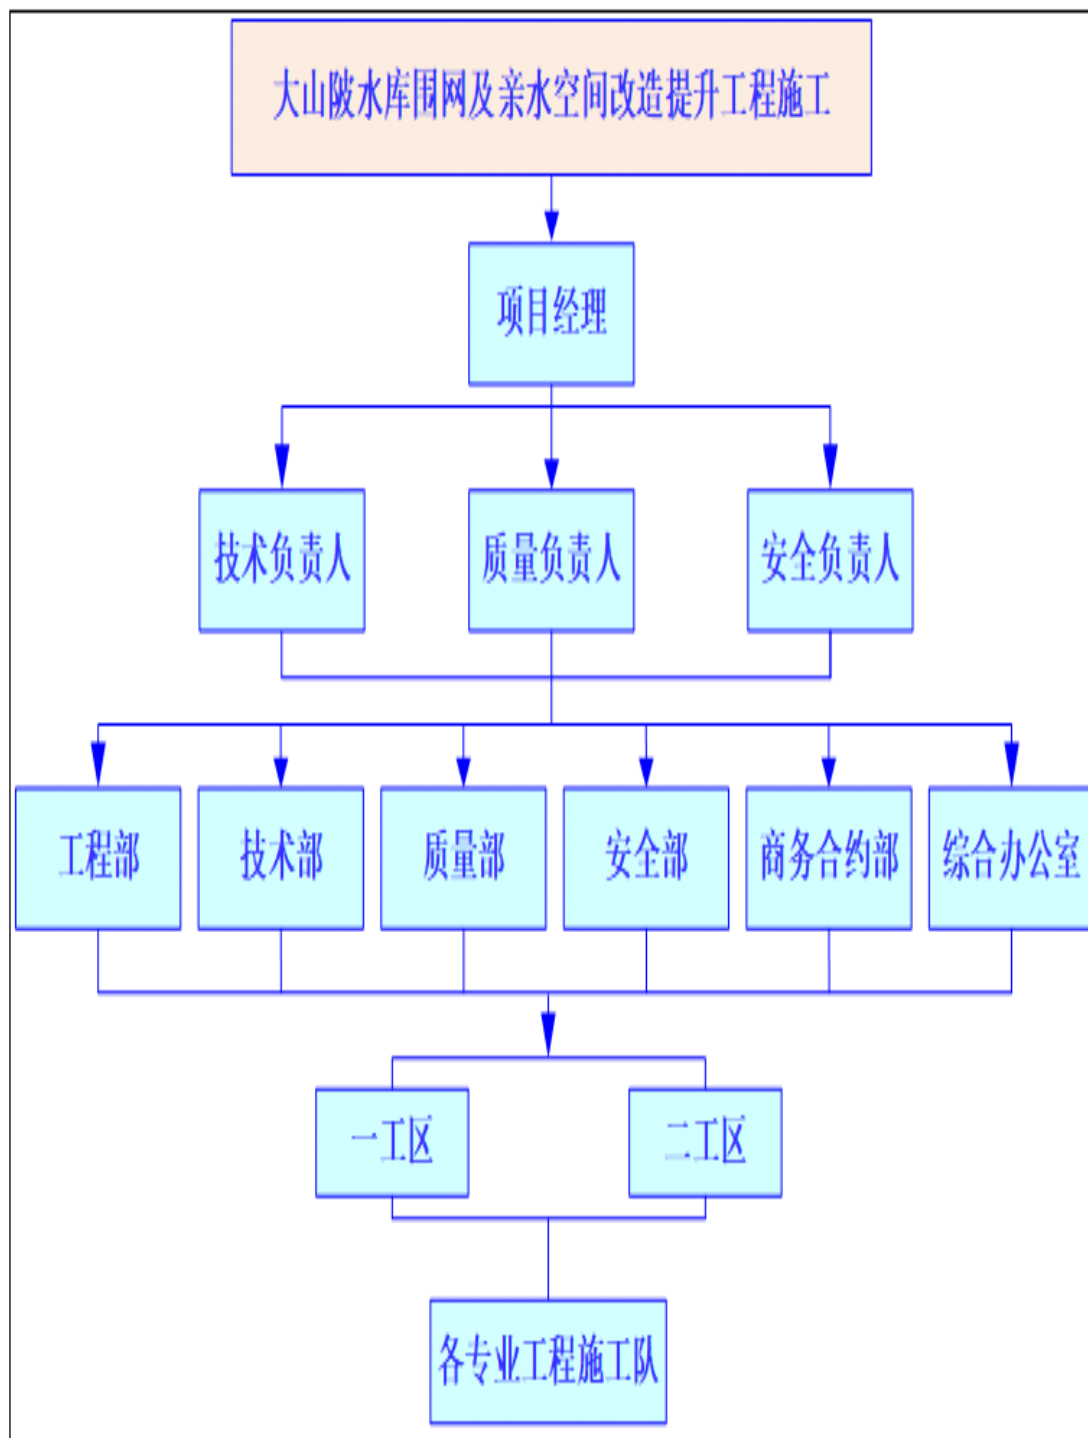 大山陂水库围网及亲水空间改造提升工程施工
项目经理
技术负责人
质量负责人
安全负责人
工程部
技术部
质量部
安全部
商务合约部
综合办公室
一工区
二工区
各专业工程施工队